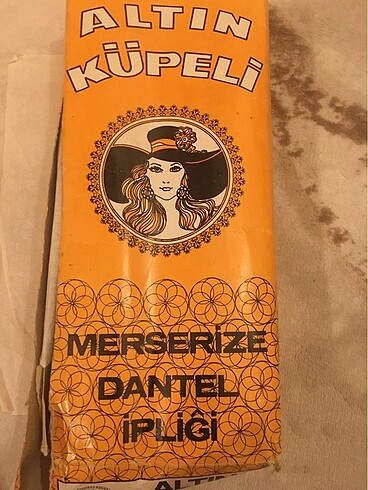 ALTIN
KÜPELİ
MERSERİZE
DANTEL
İPLİĞİ